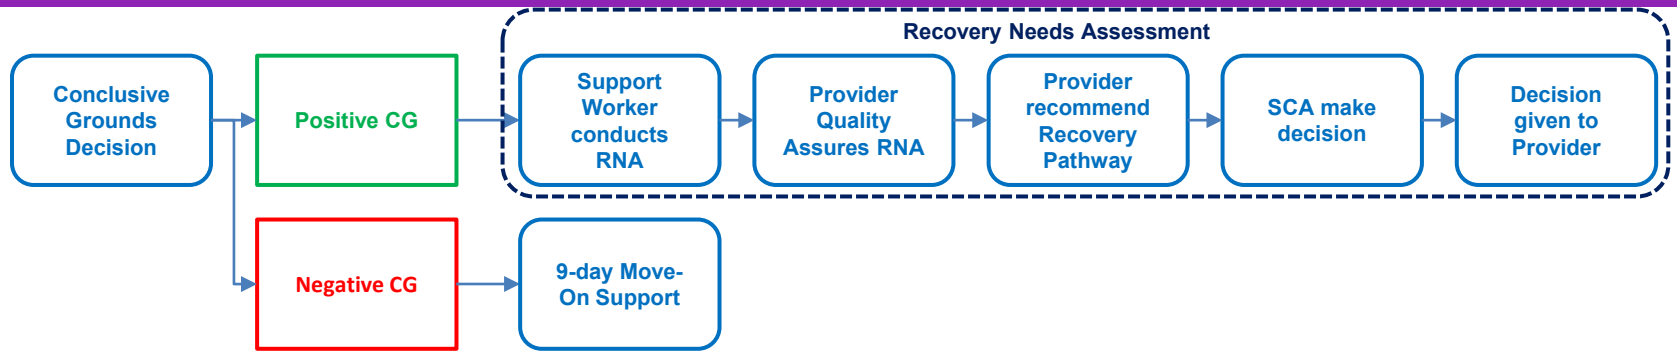 Recovery Needs Assessment
Conclusive
Grounds
Decision
Positive CG
Support
Worker
conducts
RNA
Provider
Quality
Assures RNA
Provider
recommend
Recovery
Pathway
SCA make
decision
Decision
given to
Provider
Negative CG
9-day Move-
On Support